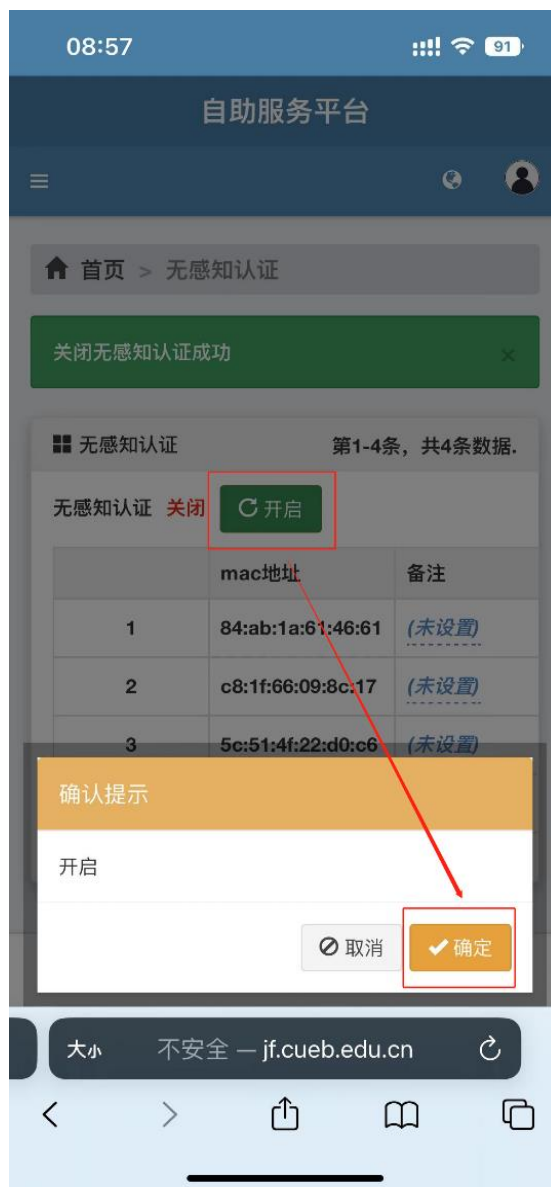 08:57
91
自助服务平台
首页 > 无感知认证
关闭无感知认证成功
×
无感知认证 第1-4条，共4条数据.
无感知认证 关闭 开启
mac地址 备注
1 84:ab:1a:61:46:61 (未设置)
2 c8:1f:66:09:8c:17 (未设置)
3 5c:51:4f:22:d0:c6 (未设置)
确认提示
开启
取消 确定
大小 不安全 — jf.cueb.edu.cn